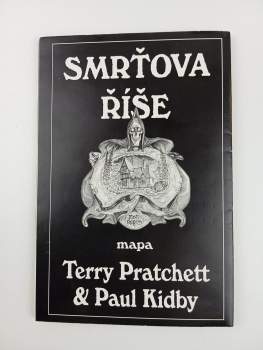 SMRŤOVA
ŘÍŠE
mapa
Terry Pratchett
& Paul Kidby